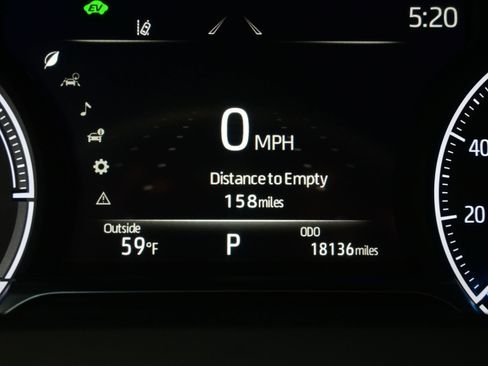 EV
5:20
0 MPH
40
Distance to Empty
158 miles
20
Outside
59°F
P
ODO
18136 miles